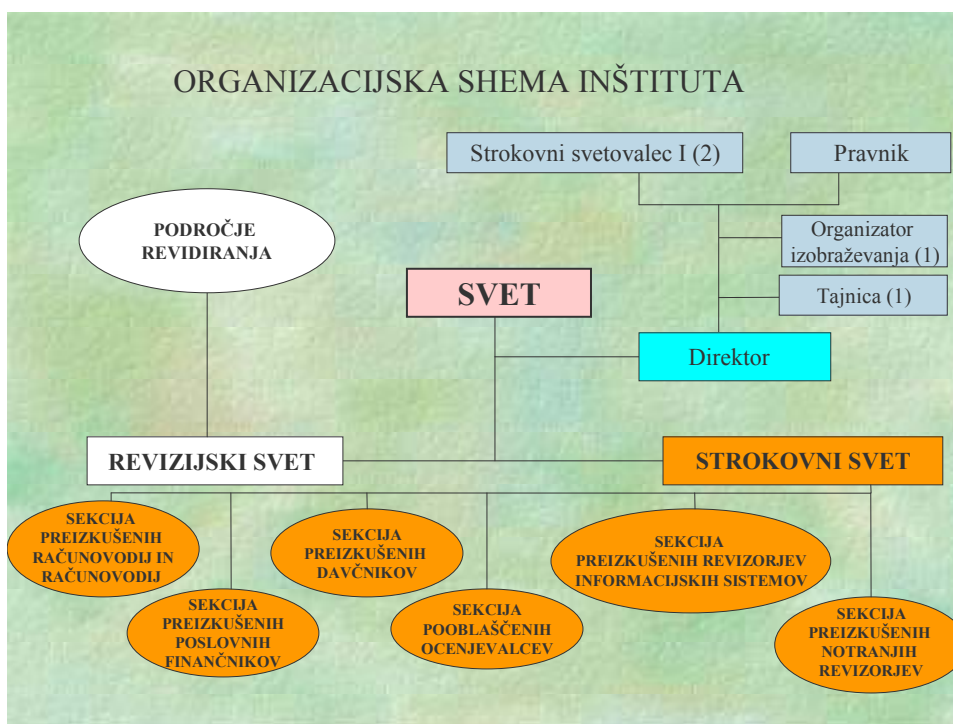 ORGANIZACIJSKA SHEMA INŠTITUTA
Strokovni svetovalec I (2)
Pravnik
PODROČJE
REVIDIRANJA
Organizator
izobraževanja (1)
SVET
Tajnica (1)
Direktor
REVIZIJSKI SVET
STROKOVNI SVET
SEKCIJA
PREIZKUŠENIH
RAČUNOVODIJ IN
RAČUNOVODIJ
SEKCIJA
PREIZKUŠENIH
DAVČNIKOV
SEKCIJA
PREIZKUŠENIH REVIZORJEV
INFORMACIJSKIH SISTEMOV
SEKCIJA
PREIZKUŠENIH
POSLOVNIH
FINANČNIKOV
SEKCIJA
POOBLAŠČENIH
OCENJEVALCEV
SEKCIJA
PREIZKUŠENIH
NOTRANJIH
REVIZORJEV